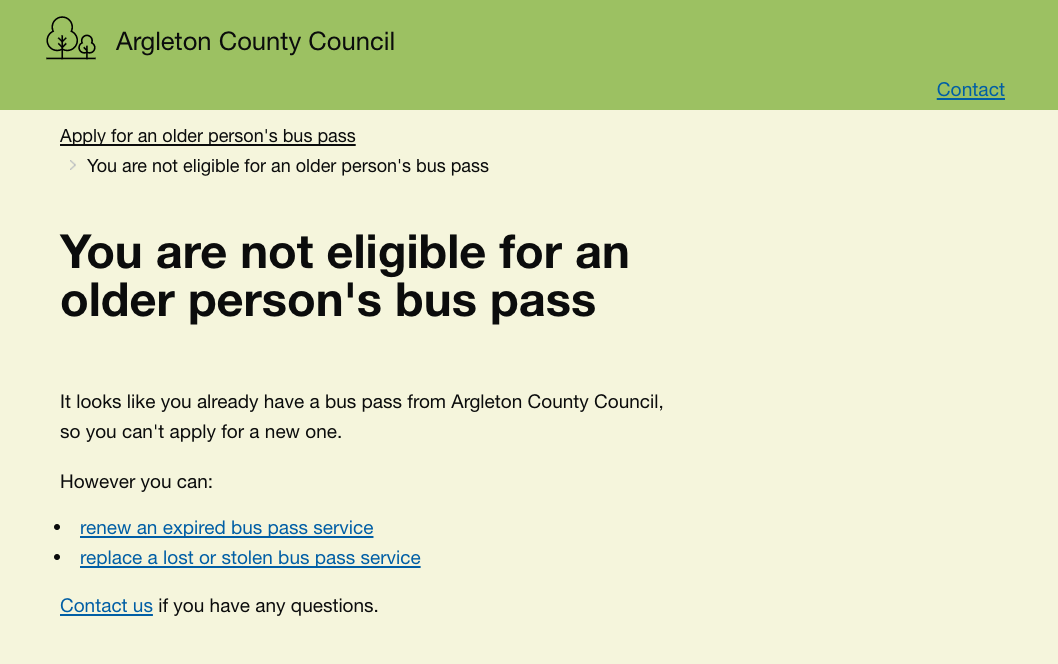 Argleton County Council
Contact
Apply for an older person's bus pass
You are not eligible for an older person's bus pass
You are not eligible for an
older person's bus pass
It looks like you already have a bus pass from Argleton County Council,
so you can't apply for a new one.
However you can:
• renew an expired bus pass service
• replace a lost or stolen bus pass service
Contact us if you have any questions.